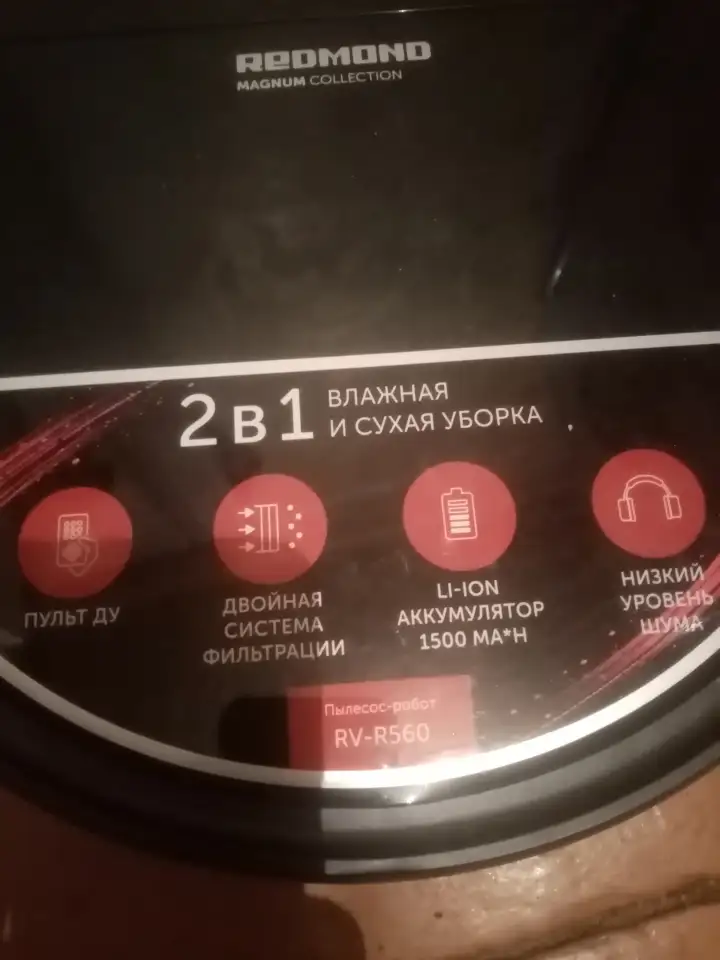 REDMOND
MAGNUM COLLECTION
2 в 1 ВЛАЖНАЯ
И СУХАЯ УБОРКА
ПУЛЬТ ДУ
ДВОЙНАЯ
СИСТЕМА
ФИЛЬТРАЦИИ
LI-ION
АККУМУЛЯТОР
1500 МА*Н
НИЗКИЙ
УРОВЕНЬ
ШУМА
Пылесос-робот
RV-R560